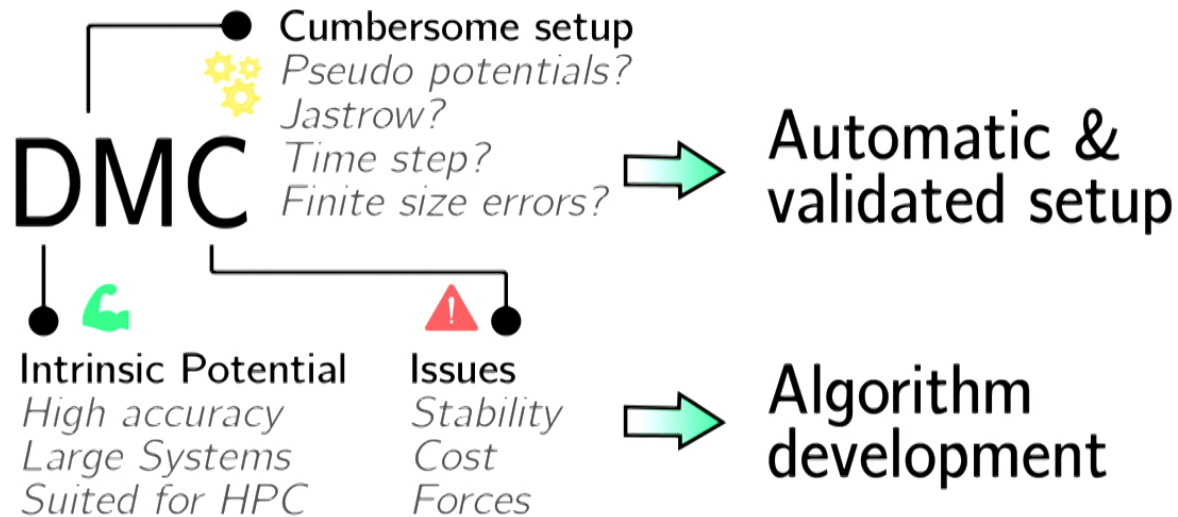 Cumbersome setup
Pseudo potentials?
Jastrow?
Time step?
Finite size errors?
DMC
Automatic &
validated setup
Intrinsic Potential
High accuracy
Large Systems
Suited for HPC
Issues
Stability
Cost
Forces
Algorithm
development